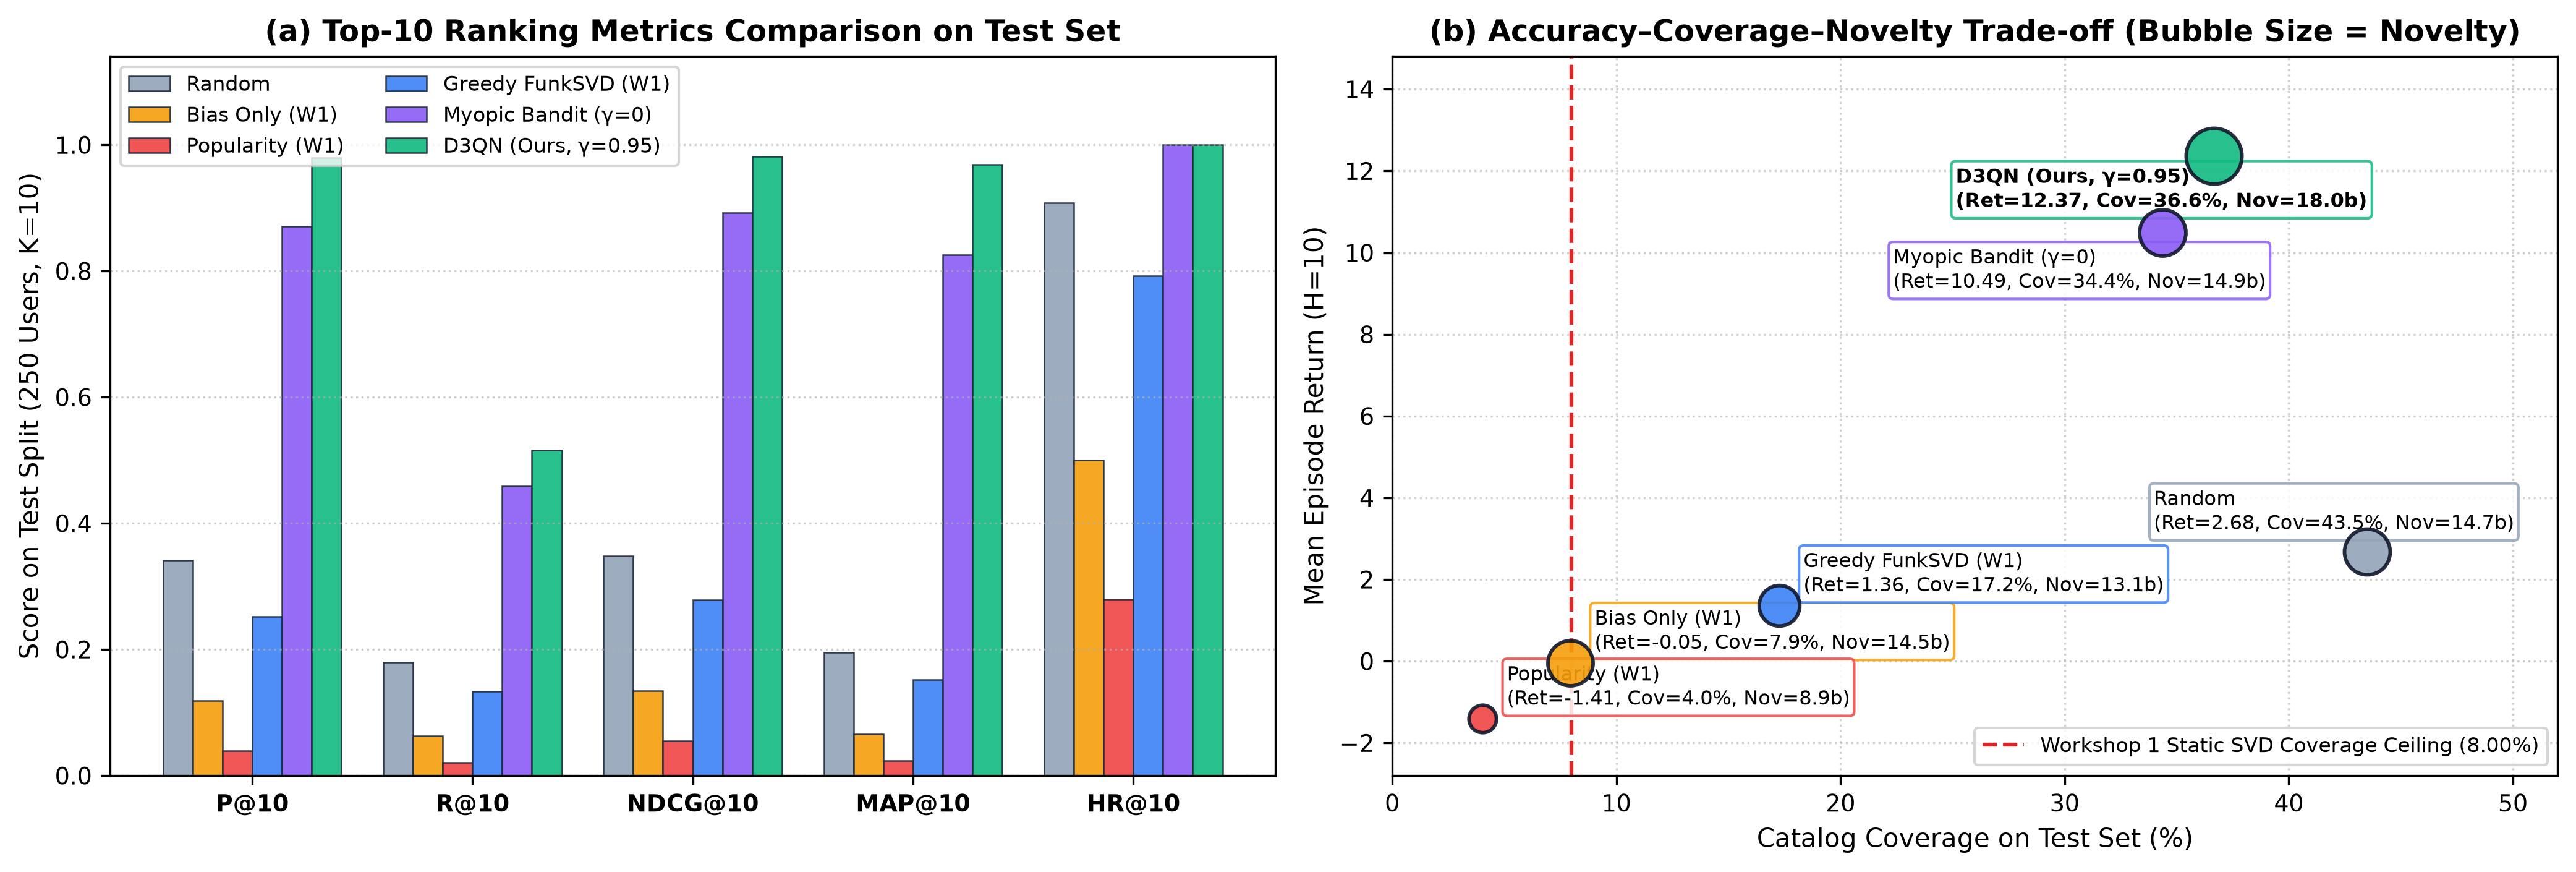 (a) Top-10 Ranking Metrics Comparison on Test Set
Score on Test Split (250 Users, K=10)
1.0
0.8
0.6
0.4
0.2
0.0
Random
Bias Only (W1)
Popularity (W1)
Greedy FunkSVD (W1)
Myopic Bandit (γ=0)
D3QN (Ours, γ=0.95)
P@10
R@10
NDCG@10
MAP@10
HR@10
(b) Accuracy–Coverage–Novelty Trade-off (Bubble Size = Novelty)
Mean Episode Return (H=10)
14
12
10
8
6
4
2
0
−2
D3QN (Ours, γ=0.95)
(Ret=12.37, Cov=36.6%, Nov=18.0b)
Myopic Bandit (γ=0)
(Ret=10.49, Cov=34.4%, Nov=14.9b)
Random
(Ret=2.68, Cov=43.5%, Nov=14.7b)
Greedy FunkSVD (W1)
(Ret=1.36, Cov=17.2%, Nov=13.1b)
Bias Only (W1)
(Ret=-0.05, Cov=7.9%, Nov=14.5b)
Popularity (W1)
(Ret=-1.41, Cov=4.0%, Nov=8.9b)
Workshop 1 Static SVD Coverage Ceiling (8.00%)
0
10
20
30
40
50
Catalog Coverage on Test Set (%)